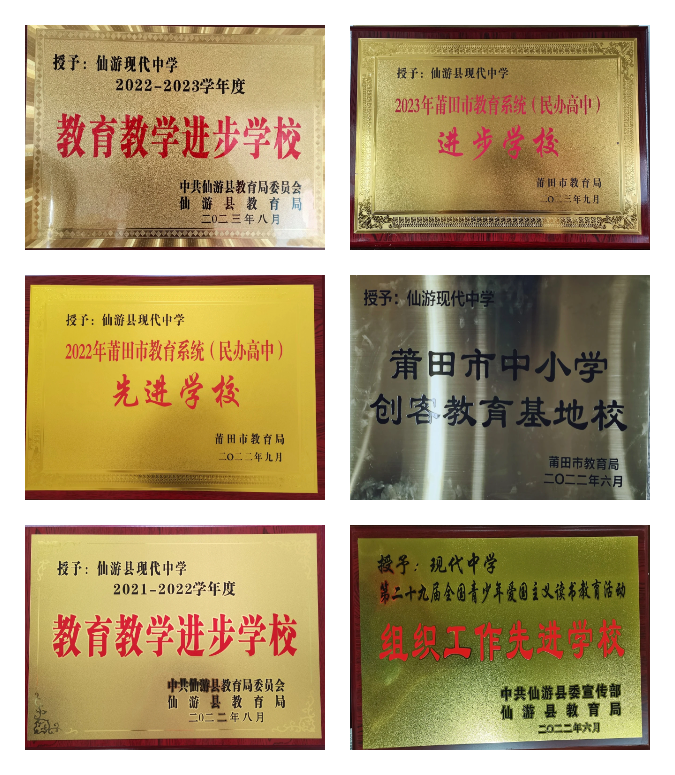 授予：仙游现代中学
2022-2023学年度
教育教学进步学校
中共仙游县教育局委员会
仙游县教育局
二〇二三年八月
授予：仙游县现代中学
2023年莆田市教育系统（民办高中）
进步学校
莆田市教育局
二〇二三年九月
授予：仙游县现代中学
2022年莆田市教育系统（民办高中）
先进学校
莆田市教育局
二〇二二年九月
授予：仙游现代中学
莆田市中小学
创客教育基地校
莆田市教育局
二〇二二年六月
授予：仙游县现代中学
2021-2022学年度
教育教学进步学校
中共仙游县教育局委员会
仙游县教育局
二〇二二年八月
授予：现代中学
第二十九届全国青少年爱国主义读书教育活动
组织工作先进学校
中共仙游县委宣传部
仙游县教育局
二〇二二年六月